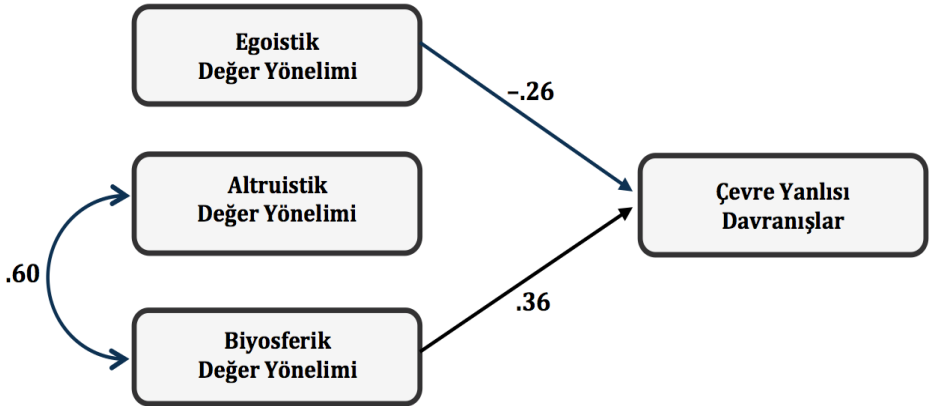 Egoistik
Değer Yönelimi
–.26
Altruistik
Değer Yönelimi
Çevre Yanlısı
Davranışlar
.60
.36
Biyosferik
Değer Yönelimi